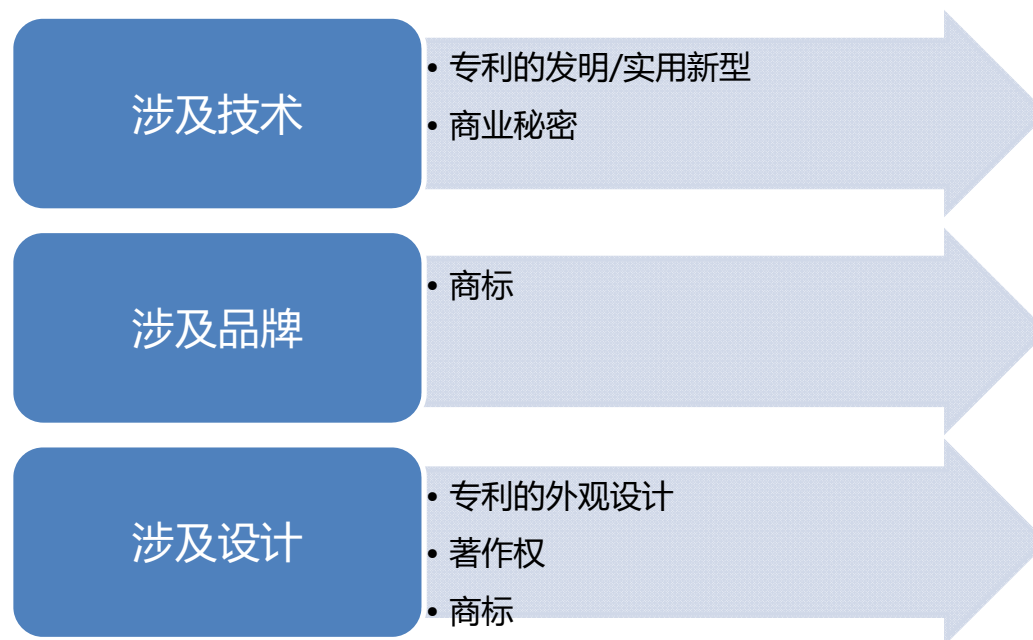 涉及技术
• 专利的发明/实用新型
• 商业秘密
涉及品牌
• 商标
涉及设计
• 专利的外观设计
• 著作权
• 商标